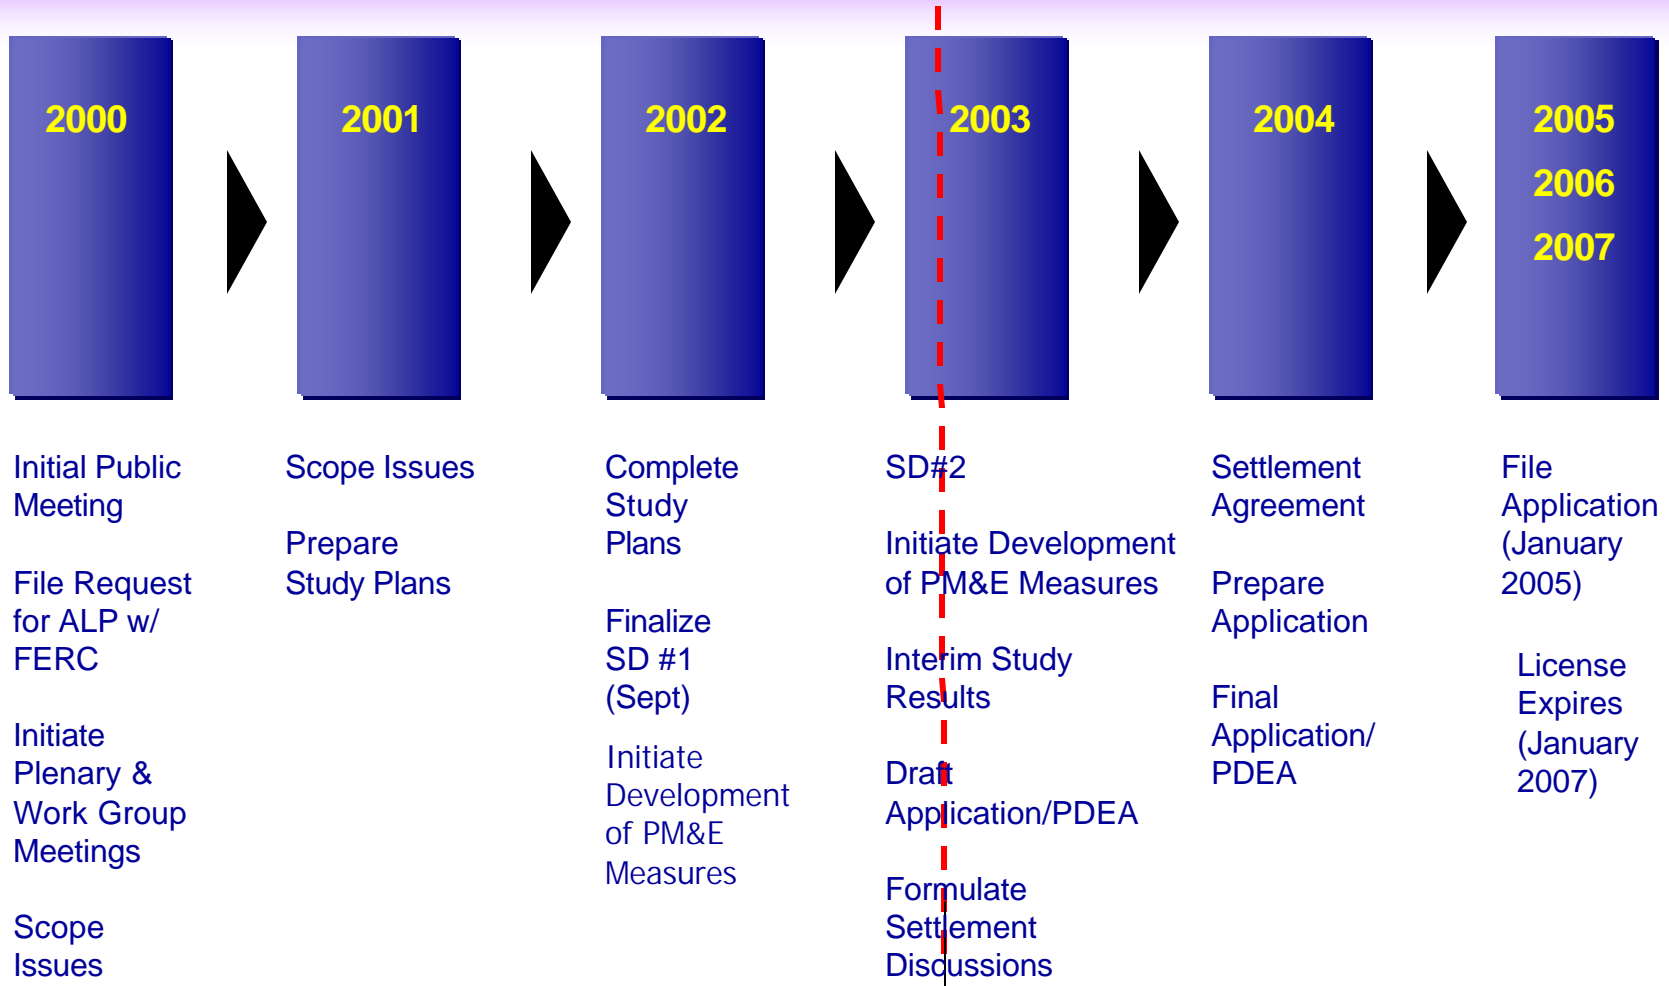 2000
2001
2002
2003
2004
2005
2006
2007
Initial Public
Meeting
File Request
for ALP w/
FERC
Initiate
Plenary &
Work Group
Meetings
Scope
Issues
Scope Issues
Prepare
Study Plans
Complete
Study
Plans
Finalize
SD #1
(Sept)
Initiate
Development
of PM&E
Measures
SD#2
Initiate Development
of PM&E Measures
Interim Study
Results
Draft
Application/PDEA
Formulate
Settlement
Discussions
Settlement
Agreement
Prepare
Application
Final
Application/
PDEA
File
Application
(January
2005)
License
Expires
(January
2007)